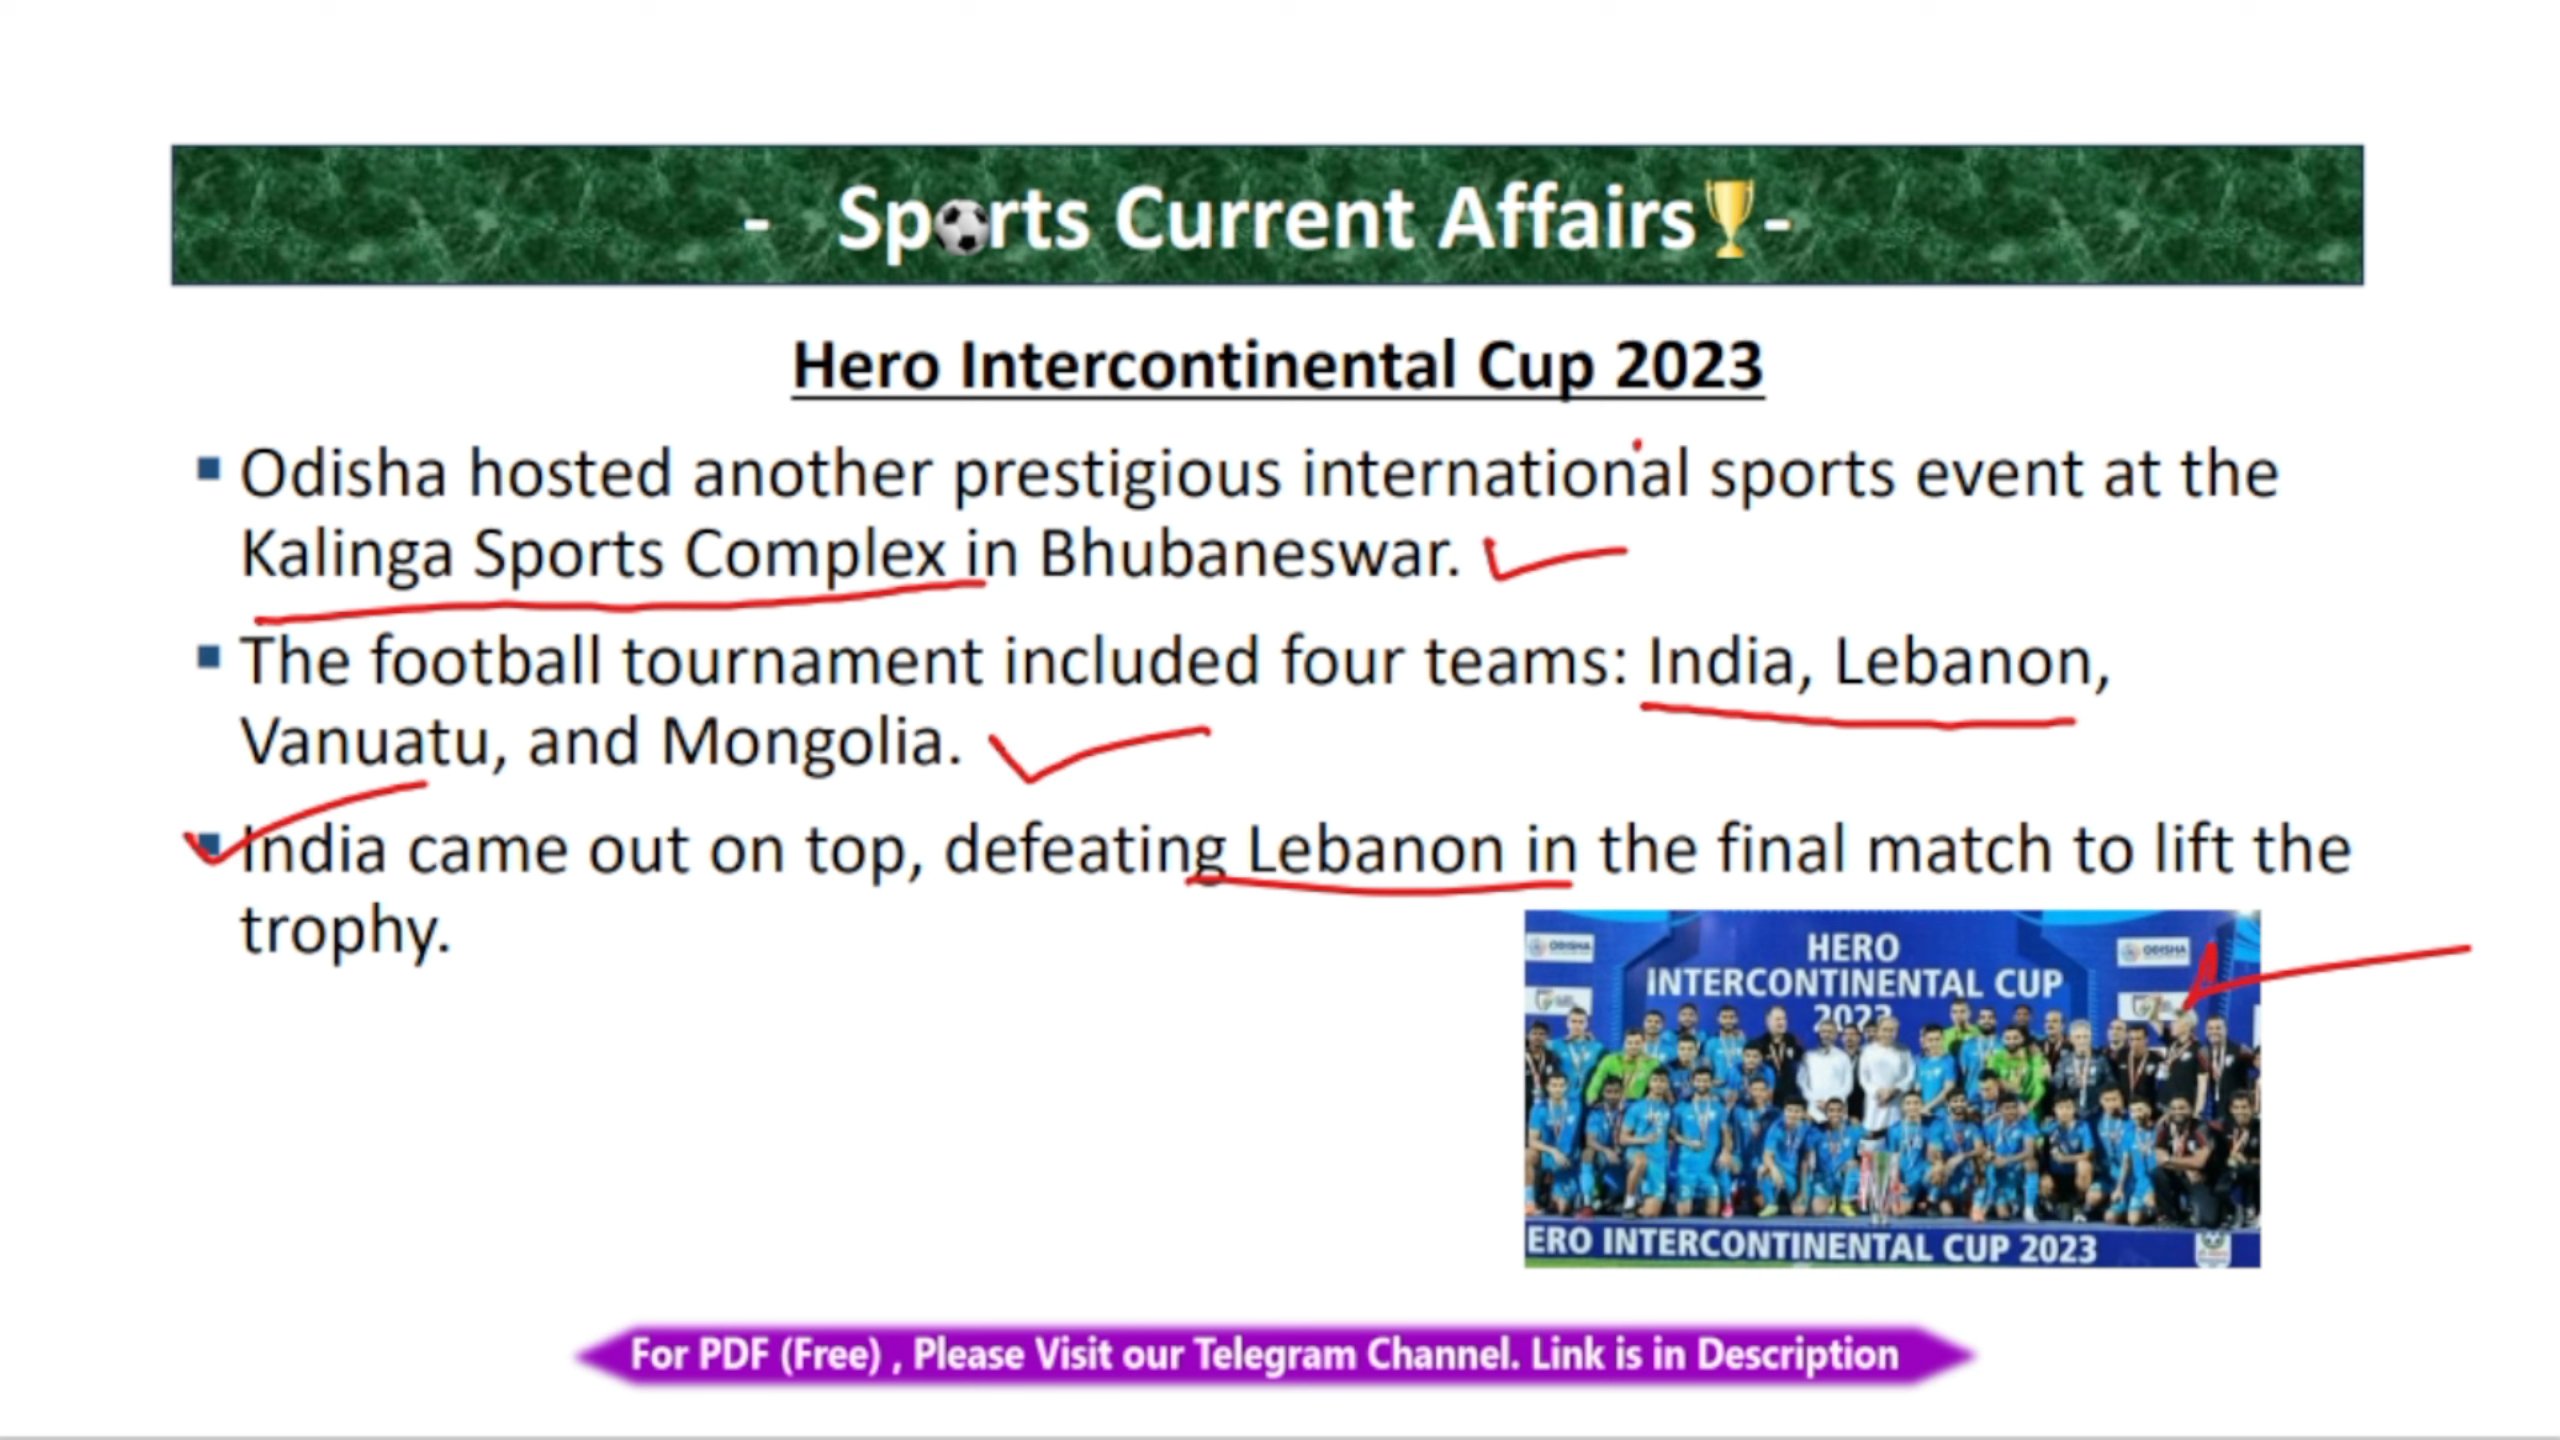 - Sports Current Affairs🏆-
Hero Intercontinental Cup 2023
▪ Odisha hosted another prestigious international sports event at the
Kalinga Sports Complex in Bhubaneswar.
▪ The football tournament included four teams: India, Lebanon,
Vanuatu, and Mongolia.
▪ India came out on top, defeating Lebanon in the final match to lift the
trophy.
ODISHA
HERO
INTERCONTINENTAL CUP
2023
ODISHA
ERO INTERCONTINENTAL CUP 2023
For PDF (Free) , Please Visit our Telegram Channel. Link is in Description